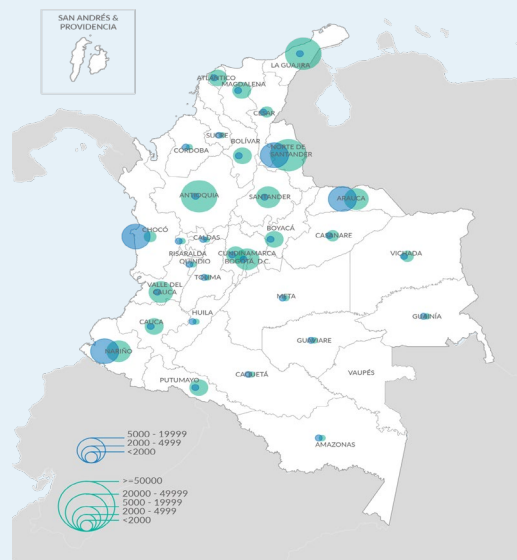 SAN ANDRÉS &
PROVIDENCIA
LA GUAJIRA
ATLÁNTICO
MAGDALENA
CESAR
SUCRE
BOLÍVAR
NORTE DE
SANTANDER
CÓRDOBA
ANTIOQUIA
SANTANDER
ARAUCA
CHOCÓ
BOYACÁ
CALDAS
CASANARE
CUNDINAMARCA
RISARALDA
BOGOTÁ, D.C.
VICHADA
QUINDÍO
TOLIMA
VALLE DEL
CAUCA
META
HUILA
CAUCA
GUAINÍA
NARIÑO
GUAVIARE
VAUPÉS
CAQUETÁ
PUTUMAYO
AMAZONAS
5000 - 19999
2000 - 4999
<2000
>=50000
20000 - 49999
5000 - 19999
2000 - 4999
<2000